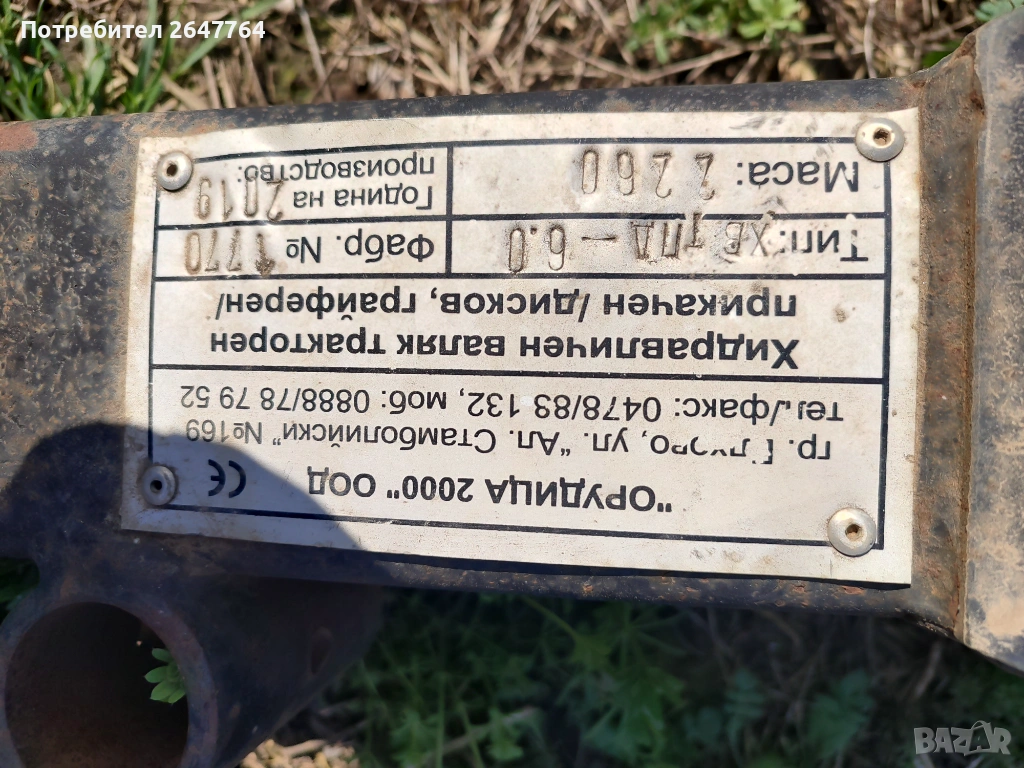 Потребител 2647764
"ОРУДИЦА 2000" ООД CE
гр. ул. "Ал. Стамболийски" №169
тел./факс: 0478/83 132, моб: 0888/78 79 52
Хидравличен валяк тракторен
прикачен /дисков, грайферен/
Тип: ХВТПД - 6.0
Фабр. № 1770
Маса: 2260
Година на
производство: 2019
BAZAR